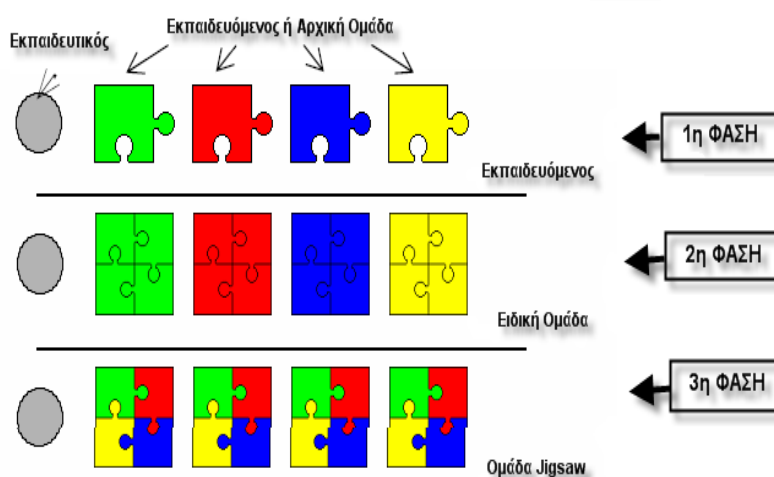 Εκπαιδευτικός
Εκπαιδευόμενος ή Αρχική Ομάδα
1η ΦΑΣΗ
Εκπαιδευόμενος
2η ΦΑΣΗ
Ειδική Ομάδα
3η ΦΑΣΗ
Ομάδα Jigsaw